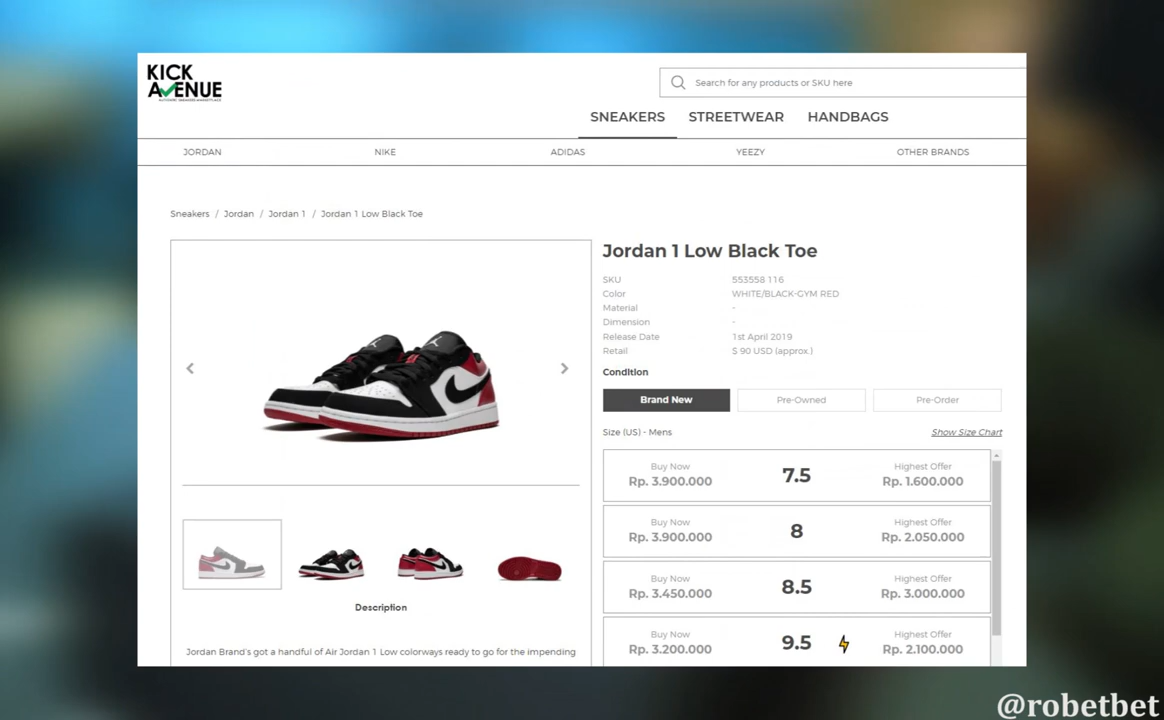 KICK
AVENUE
AUTHENTIC SNEAKERS MARKETPLACE
Search for any products or SKU here
SNEAKERS STREETWEAR HANDBAGS
JORDAN NIKE ADIDAS YEEZY OTHER BRANDS
Sneakers / Jordan / Jordan 1 / Jordan 1 Low Black Toe
Jordan 1 Low Black Toe
SKU 553558 116
Color WHITE/BLACK-GYM RED
Material -
Dimension -
Release Date 1st April 2019
Retail $ 90 USD (approx.)
Condition
Brand New Pre-Owned Pre-Order
Size (US) - Mens Show Size Chart
Buy Now 7.5 Highest Offer
Rp. 3.900.000 Rp. 1.600.000
Buy Now 8 Highest Offer
Rp. 3.900.000 Rp. 2.050.000
Buy Now 8.5 Highest Offer
Rp. 3.450.000 Rp. 3.000.000
Buy Now 9.5 Highest Offer
Rp. 3.200.000 Rp. 2.100.000
Description
Jordan Brand's got a handful of Air Jordan 1 Low colorways ready to go for the impending
@robetbet